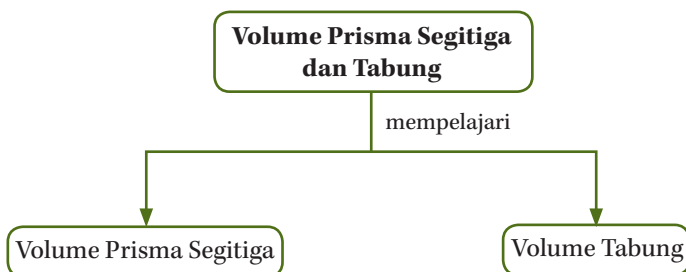 Volume Prisma Segitiga
dan Tabung
mempelajari
Volume Prisma Segitiga
Volume Tabung